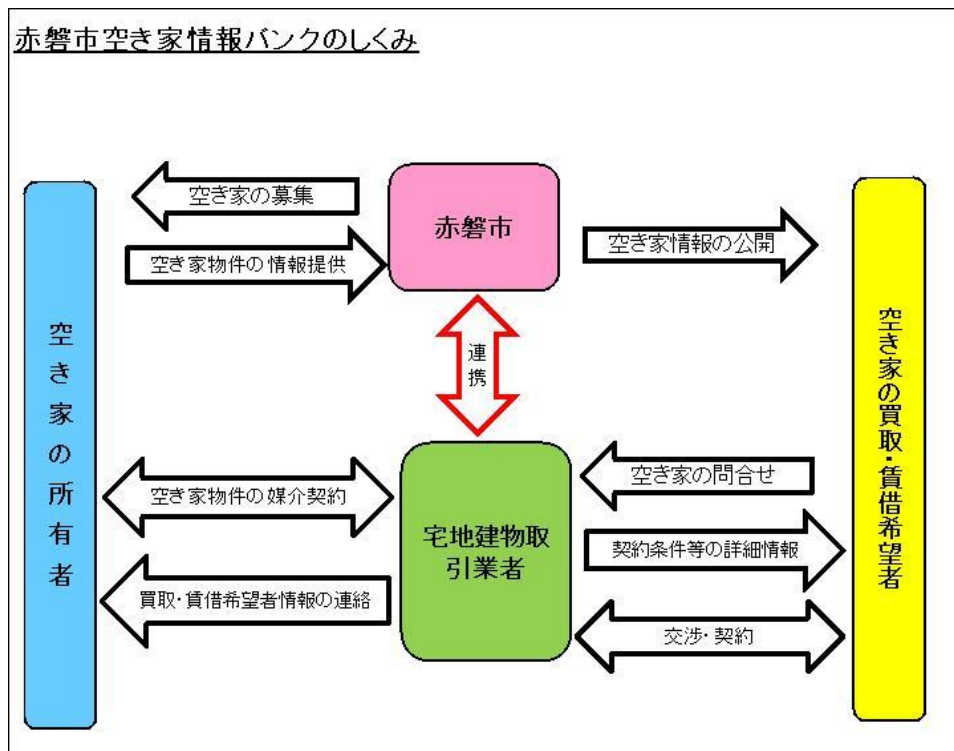 赤磐市空き家情報バンクのしくみ
空き家の募集
赤磐市
空き家情報の公開
空き家物件の情報提供
連携
空き家の所有者
空き家の買取・賃借希望者
空き家物件の媒介契約
宅地建物取
引業者
空き家の問合せ
契約条件等の詳細情報
買取・賃借希望者情報の連絡
交渉・契約